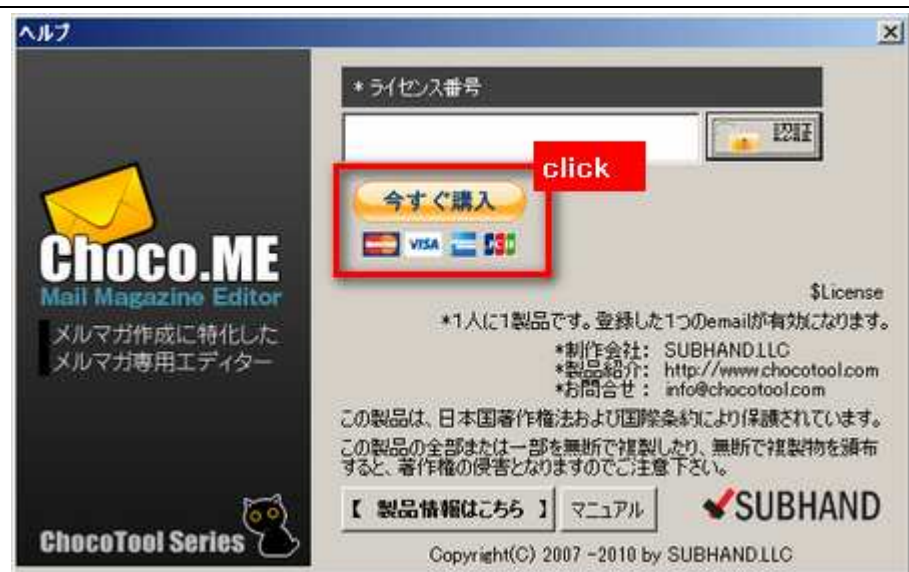 ヘルプ
* ライセンス番号
認証
click
今すぐ購入
VISA
JCB
Choco.ME
Mail Magazine Editor
メルマガ作成に特化した
メルマガ専用エディター
$License
*1人に1製品です。登録した1つのemailが有効になります。
*制作会社： SUBHAND.LLC
*製品紹介： http://www.chocotool.com
*お問合せ： info@chocotool.com
この製品は、日本国著作権法および国際条約により保護されています。
この製品の全部または一部を無断で複製したり、無断で複製物を頒布
すると、著作権の侵害となりますのでご注意下さい。
【 製品情報はこちら 】
マニュアル
SUBHAND
ChocoTool Series
Copyright(C) 2007 -2010 by SUBHAND.LLC